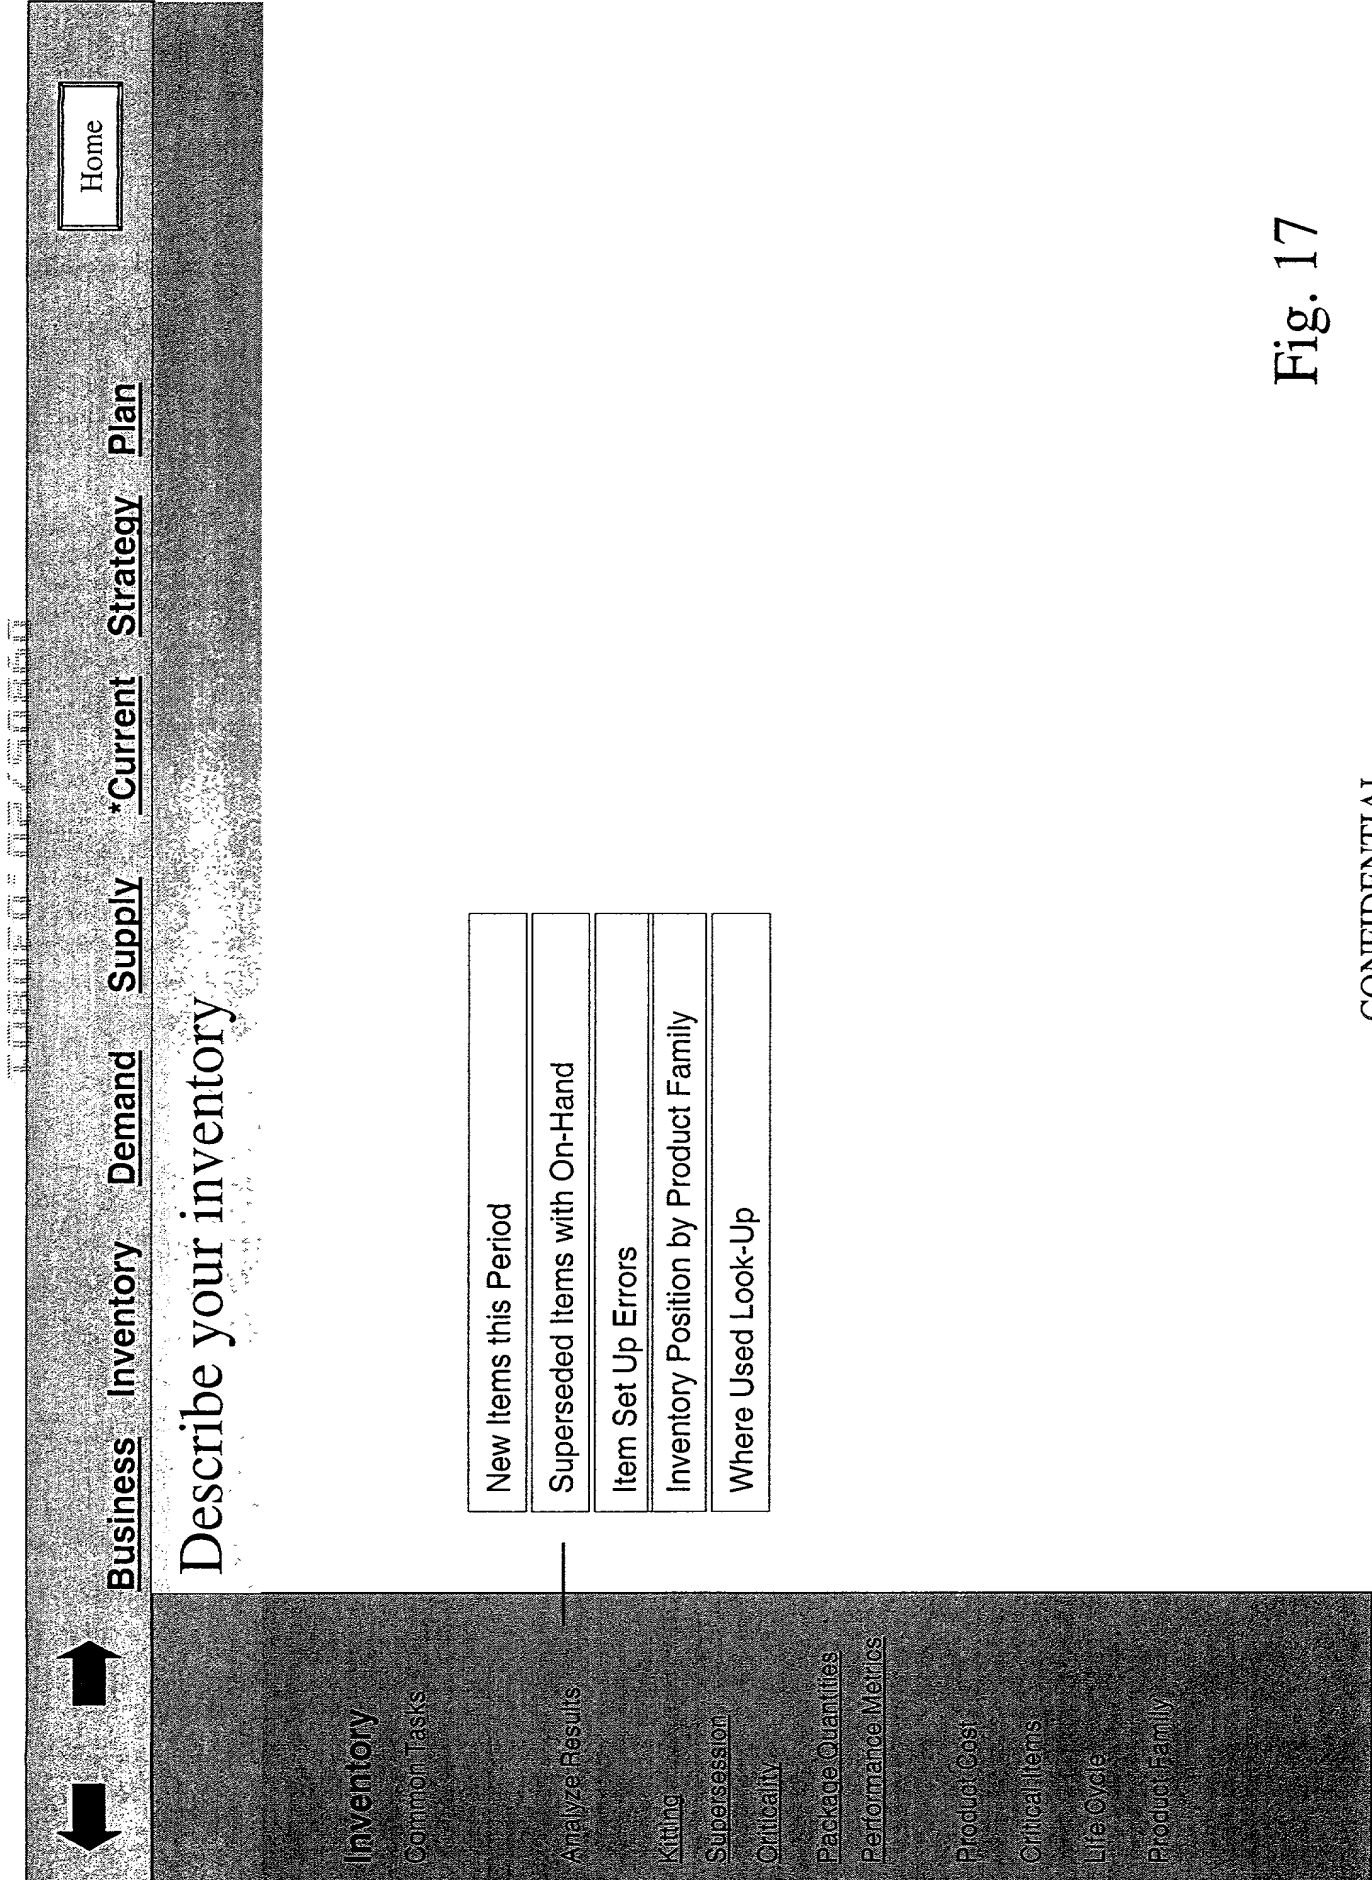 Home
Business Inventory Demand Supply *Current Strategy Plan
Describe your inventory
Inventory
Common Tasks
Analyze Results
Kitting
Supersession
Criticality
Package Quantities
Performance Metrics
Product Cost
Critical Items
Life Cycle
Product Family
New Items this Period
Superseded Items with On-Hand
Item Set Up Errors
Inventory Position by Product Family
Where Used Look-Up
Fig. 17
CONFIDENTIAL